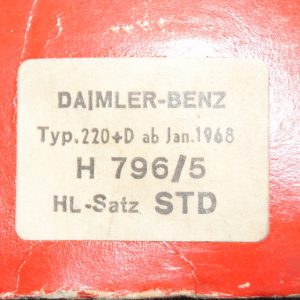 DAIMLER-BENZ
Typ.220+D ab Jan.1968
H 796/5
HL-Satz STD